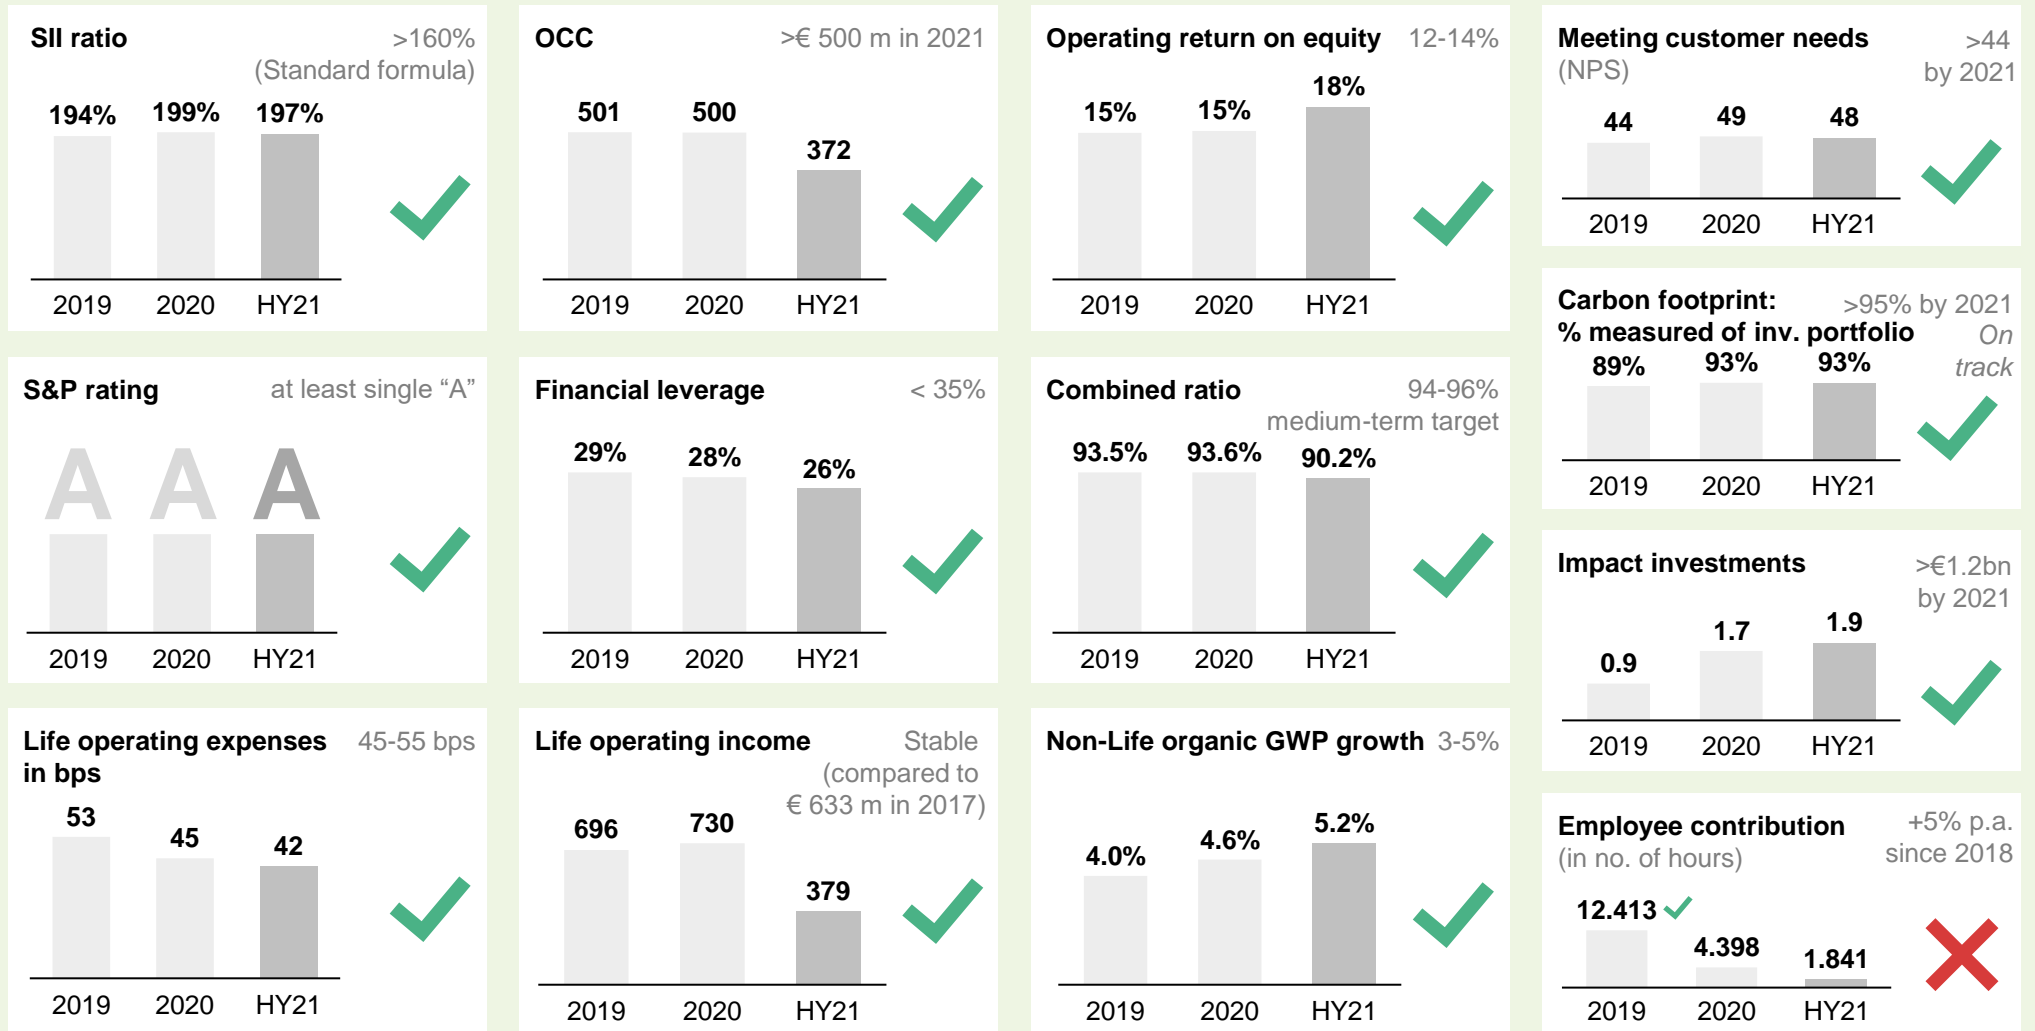 SII ratio >160%
(Standard formula)
194% 199% 197%
2019 2020 HY21
OCC >€ 500 m in 2021
501 500 372
2019 2020 HY21
Operating return on equity 12-14%
15% 15% 18%
2019 2020 HY21
Meeting customer needs >44
(NPS) by 2021
44 49 48
2019 2020 HY21
Carbon footprint: >95% by 2021
% measured of inv. portfolio On
track
89% 93% 93%
2019 2020 HY21
S&P rating at least single “A”
A A A
2019 2020 HY21
Financial leverage < 35%
29% 28% 26%
2019 2020 HY21
Combined ratio 94-96%
medium-term target
93.5% 93.6% 90.2%
2019 2020 HY21
Impact investments >€1.2bn
by 2021
0.9 1.7 1.9
2019 2020 HY21
Life operating expenses 45-55 bps
in bps
53 45 42
2019 2020 HY21
Life operating income Stable
(compared to
€ 633 m in 2017)
696 730 379
2019 2020 HY21
Non-Life organic GWP growth 3-5%
4.0% 4.6% 5.2%
2019 2020 HY21
Employee contribution +5% p.a.
(in no. of hours) since 2018
12.413 4.398 1.841
2019 2020 HY21